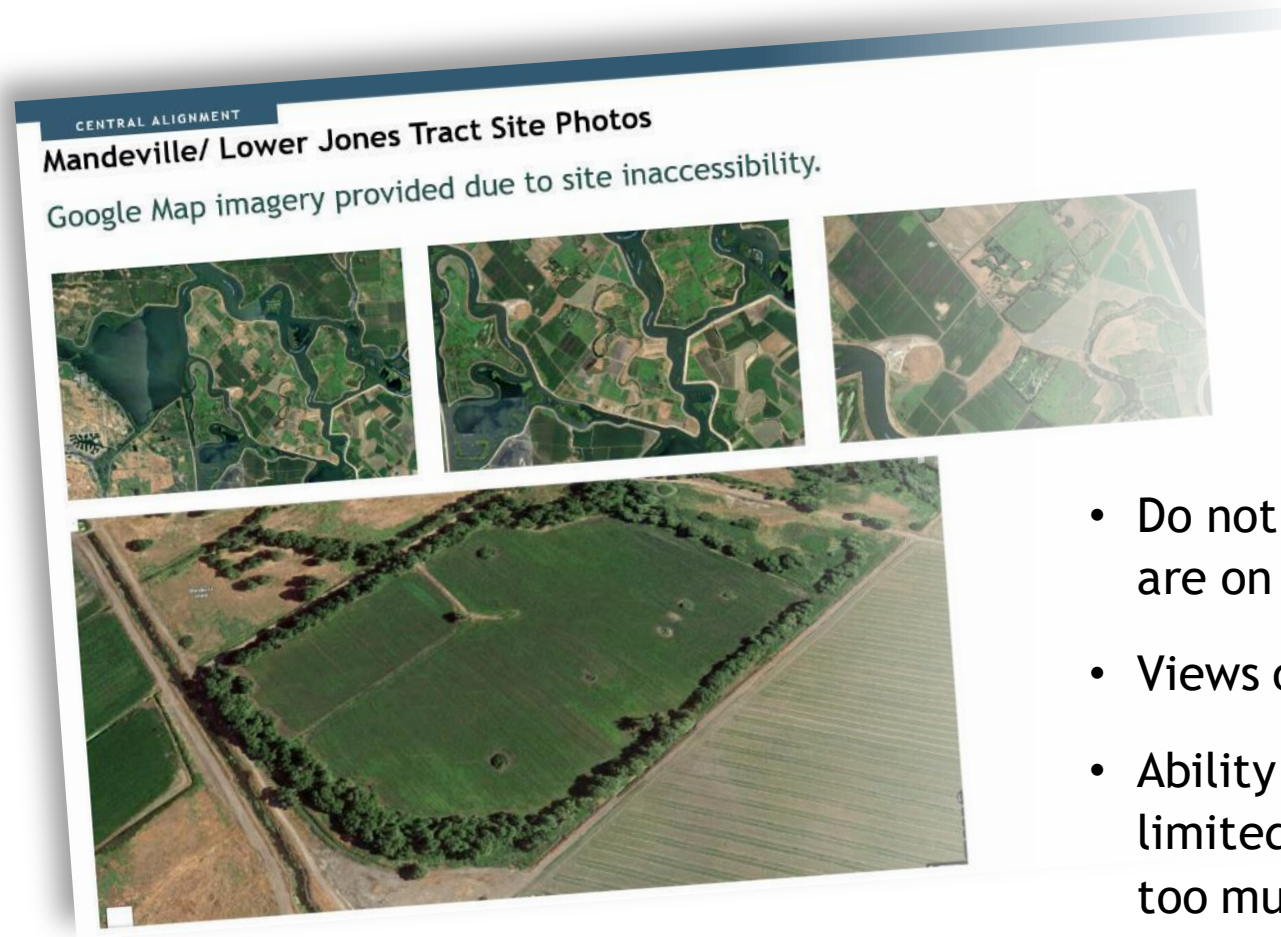 CENTRAL ALIGNMENT
Mandeville/ Lower Jones Tract Site Photos
Google Map imagery provided due to site inaccessibility.
• Do not
are on
• Views
• Ability
too mu